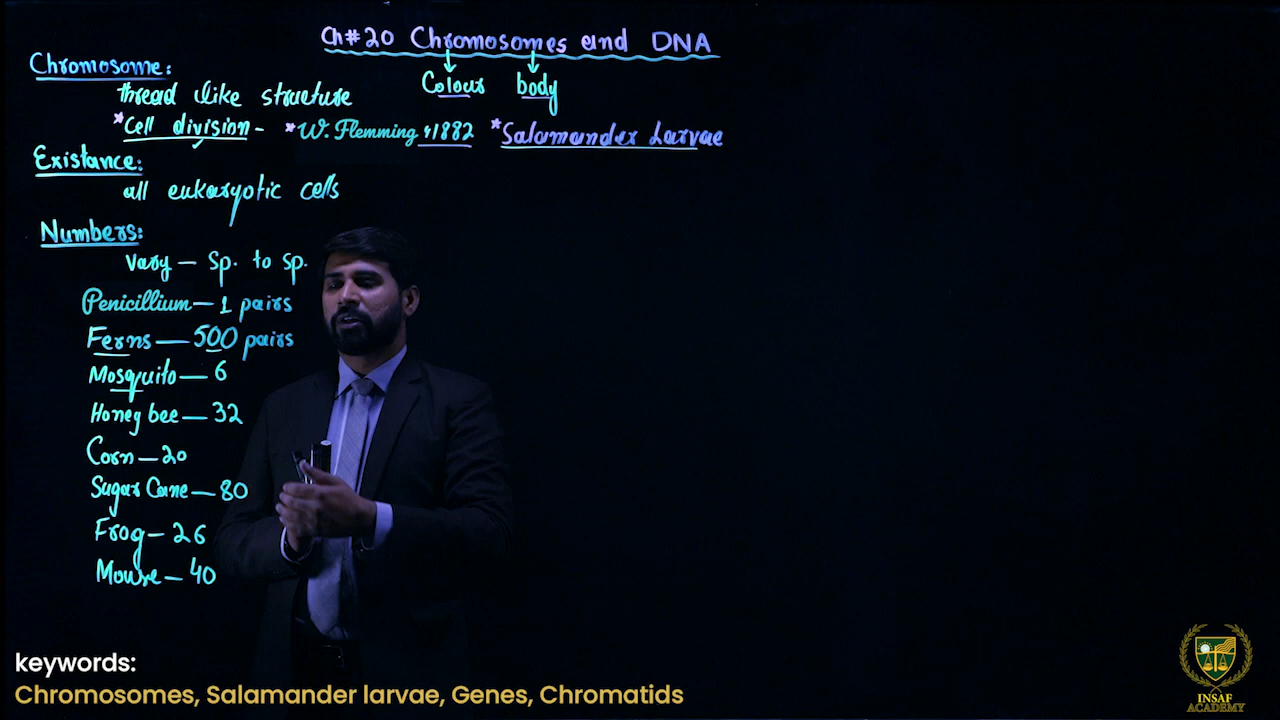 Ch#20 Chromosomes and DNA
Colour body
Chromosome:
thread like structure
*Cell division - *W. Flemming 1882 *Salamander Larvae
Existance:
all eukaryotic cells
Numbers:
Vary — Sp. to Sp.
Penicillium — 1 pairs
Ferns — 500 pairs
Mosquito — 6
Honey bee — 32
Corn — 20
Sugar Cane — 80
Frog — 26
Mouse — 40
keywords:
Chromosomes, Salamander larvae, Genes, Chromatids
INSAF
ACADEMY